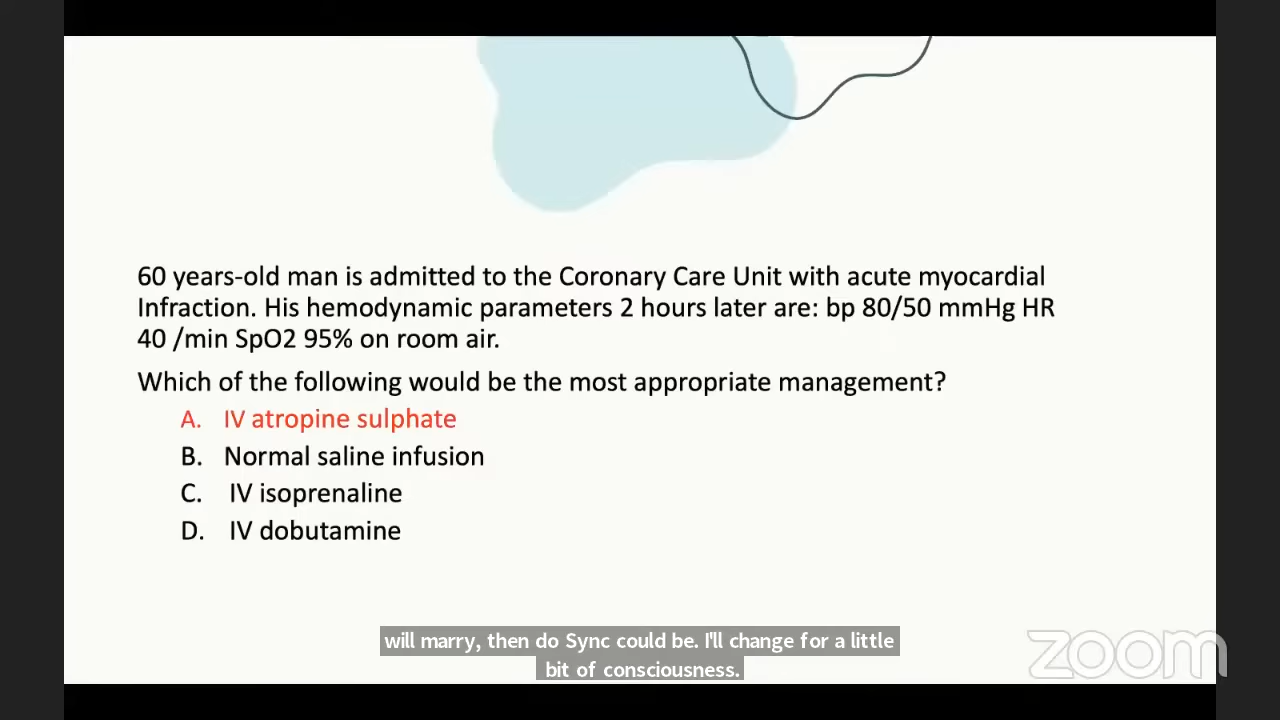 60 years-old man is admitted to the Coronary Care Unit with acute myocardial
Infraction. His hemodynamic parameters 2 hours later are: bp 80/50 mmHg HR
40 /min SpO2 95% on room air.
Which of the following would be the most appropriate management?
A. IV atropine sulphate
B. Normal saline infusion
C. IV isoprenaline
D. IV dobutamine
will marry, then do Sync could be. I'll change for a little
bit of consciousness.
zoom